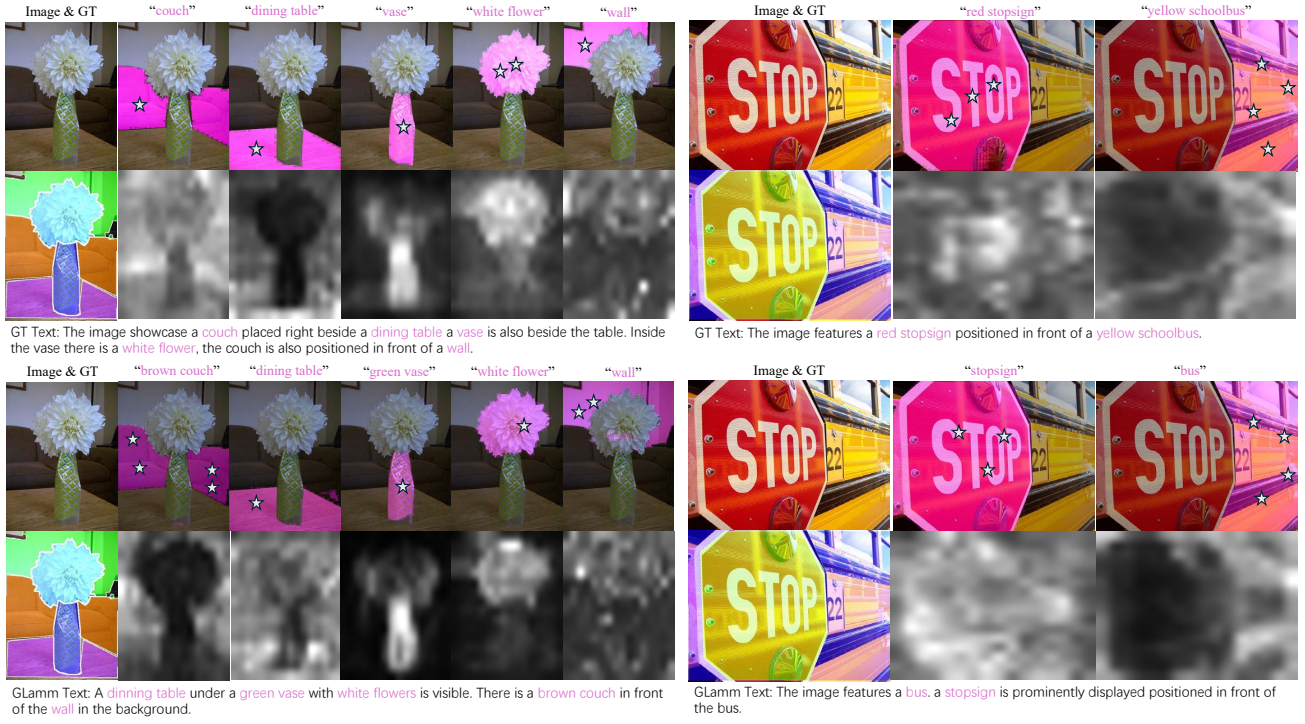 Image & GT "couch" "dining table" "vase" "white flower" "wall"
GT Text: The image showcase a couch placed right beside a dining table a vase is also beside the table. Inside
the vase there is a white flower, the couch is also positioned in front of a wall.
Image & GT "red stopsign" "yellow schoolbus"
STOP 22 STOP 22 STOP 22
STOP 22
GT Text: The image features a red stopsign positioned in front of a yellow schoolbus.
Image & GT "brown couch" "dining table" "green vase" "white flower" "wall"
GLamm Text: A dinning table under a green vase with white flowers is visible. There is a brown couch in front
of the wall in the background.
Image & GT "stopsign" "bus"
STOP 22 STOP 22 STOP 22
STOP 22
GLamm Text: The image features a bus. a stopsign is prominently displayed positioned in front of
the bus.